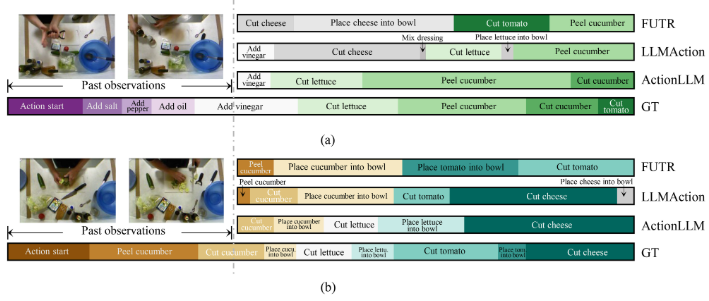 Cut cheese Place cheese into bowl Cut tomato Peel cucumber FUTR
Mix dressing Place lettuce into bowl
Add vinegar Cut cheese Cut lettuce Peel cucumber LLMAction
Past observations
Add vinegar Cut lettuce Peel cucumber Cut cucumber ActionLLM
Action start Add salt Add pepper Add oil Add vinegar Cut lettuce Peel cucumber Cut cucumber Cut tomato GT
(a)
Peel cucumber Place cucumber into bowl Place tomato into bowl Cut tomato FUTR
Peel cucumber Place cheese into bowl
Cut cucumber Place cucumber into bowl Cut tomato Cut cheese LLMAction
Past observations
Cut cucumber Place cucumber into bowl Cut lettuce Place lettuce into bowl Cut cheese ActionLLM
Action start Peel cucumber Cut cucumber Place cucu. into bowl Cut lettuce Place lettu. into bowl Cut tomato Place tom. into bowl Cut cheese GT
(b)